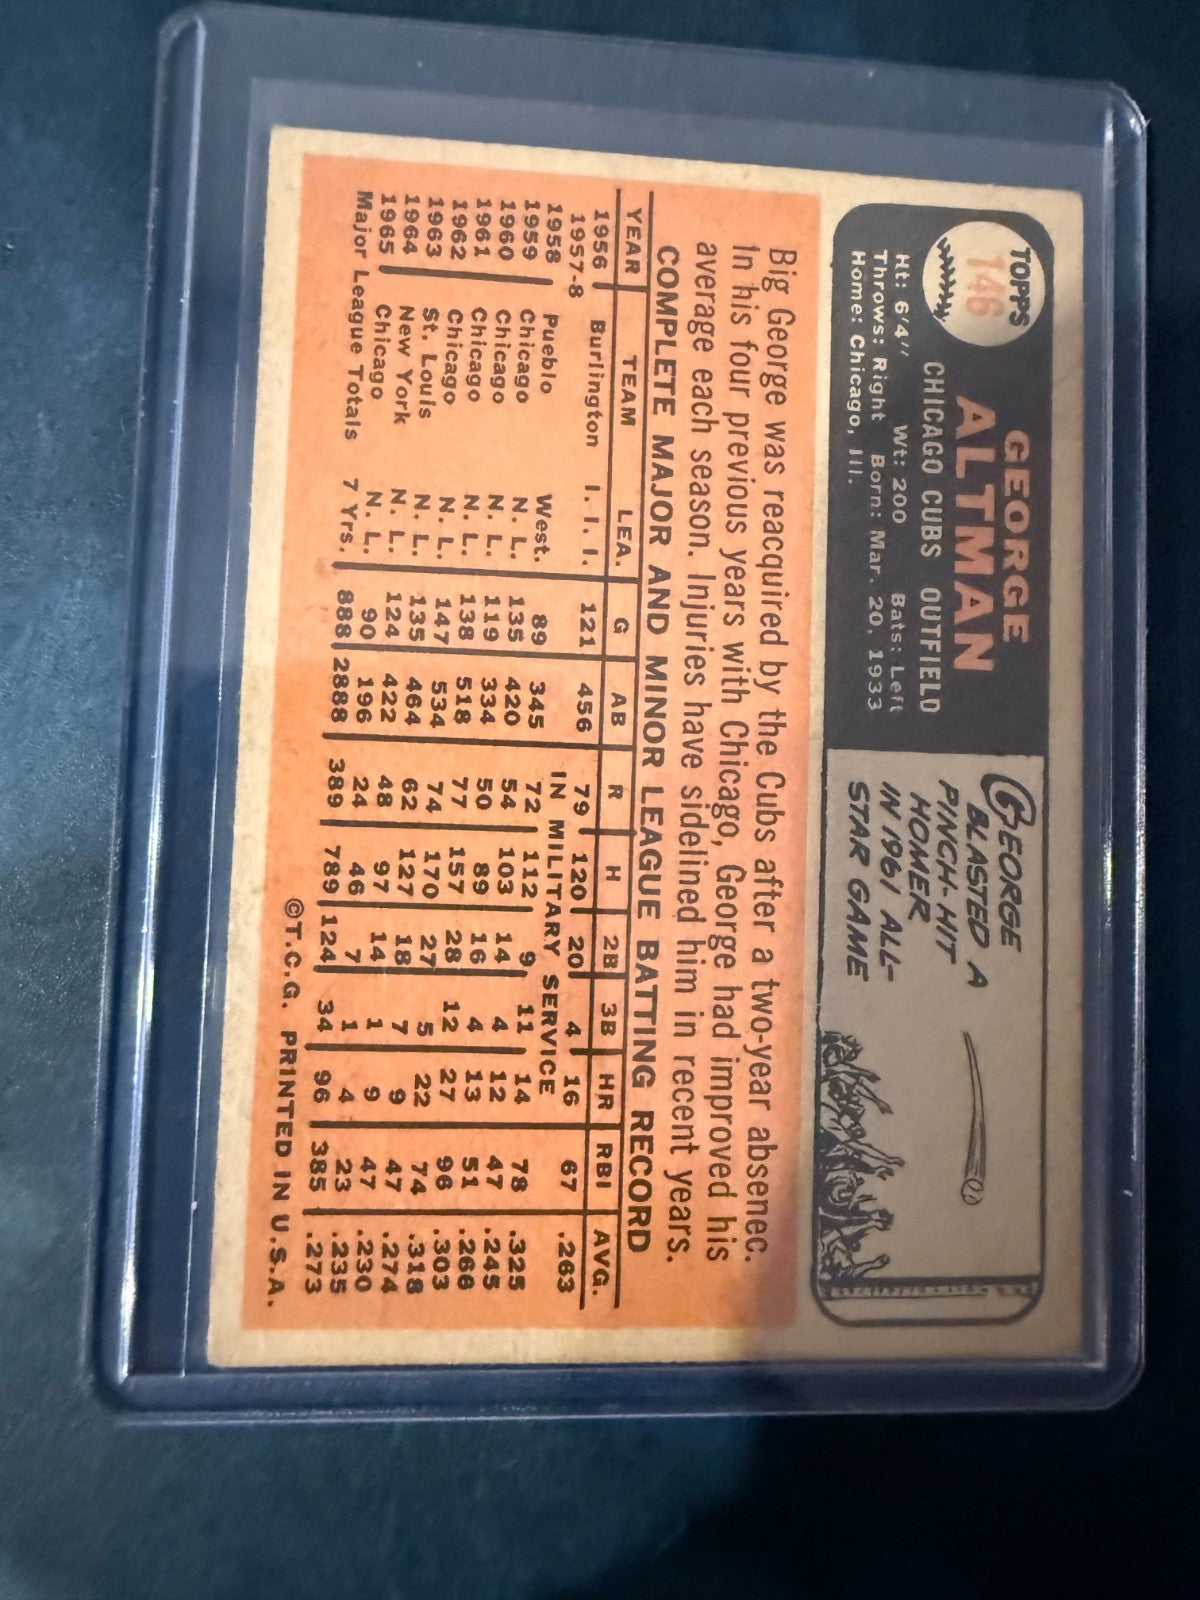 TOPPS
146
GEORGE
ALTMAN
CHICAGO CUBS OUTFIELD
Ht: 6'4" Wt: 200 Bats: Left
Throws: Right Born: Mar. 20, 1933
Home: Chicago, Ill.
GEORGE
BLASTED A
PINCH-HIT
HOMER
IN 1961 ALL-
STAR GAME
Big George was reacquired by the Cubs after a two-year absenec.
In his four previous years with Chicago, George had improved his
average each season. Injuries have sidelined him in recent years.
COMPLETE MAJOR AND MINOR LEAGUE BATTING RECORD
YEAR TEAM LEA. G AB R H 2B 3B HR RBI AVG.
1956 Burlington I. I. I. 121 456 79 120 20 4 16 67 .263
1957-8 IN MILITARY SERVICE
1958 Pueblo West. 89 345 72 112 9 11 14 78 .325
1959 Chicago N. L. 135 420 54 103 14 4 12 47 .245
1960 Chicago N. L. 119 334 50 89 16 4 13 51 .266
1961 Chicago N. L. 138 518 77 157 28 12 27 96 .303
1962 Chicago N. L. 147 534 74 170 27 5 22 74 .318
1963 St. Louis N. L. 135 464 62 127 18 7 9 47 .274
1964 New York N. L. 124 422 48 97 14 1 9 47 .230
1965 Chicago N. L. 90 196 24 46 7 1 4 23 .235
Major League Totals 7 Yrs. 888 2888 389 789 124 34 96 385 .273
©T.C.G. PRINTED IN U.S.A.